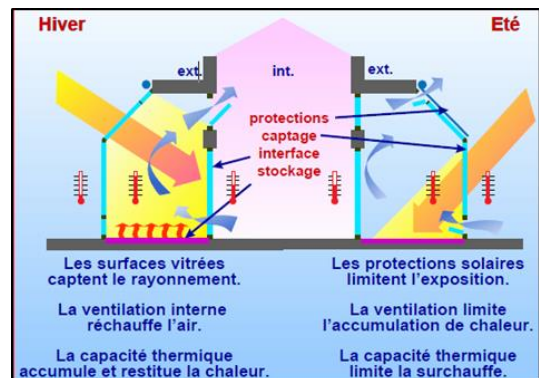 Hiver
Eté
ext.
int.
ext.
protections
captage
interface
stockage
Les surfaces vitrées
captent le rayonnement.
La ventilation interne
réchauffe l'air.
La capacité thermique
accumule et restitue la chaleur.
Les protections solaires
limitent l'exposition.
La ventilation limite
l'accumulation de chaleur.
La capacité thermique
limite la surchauffe.